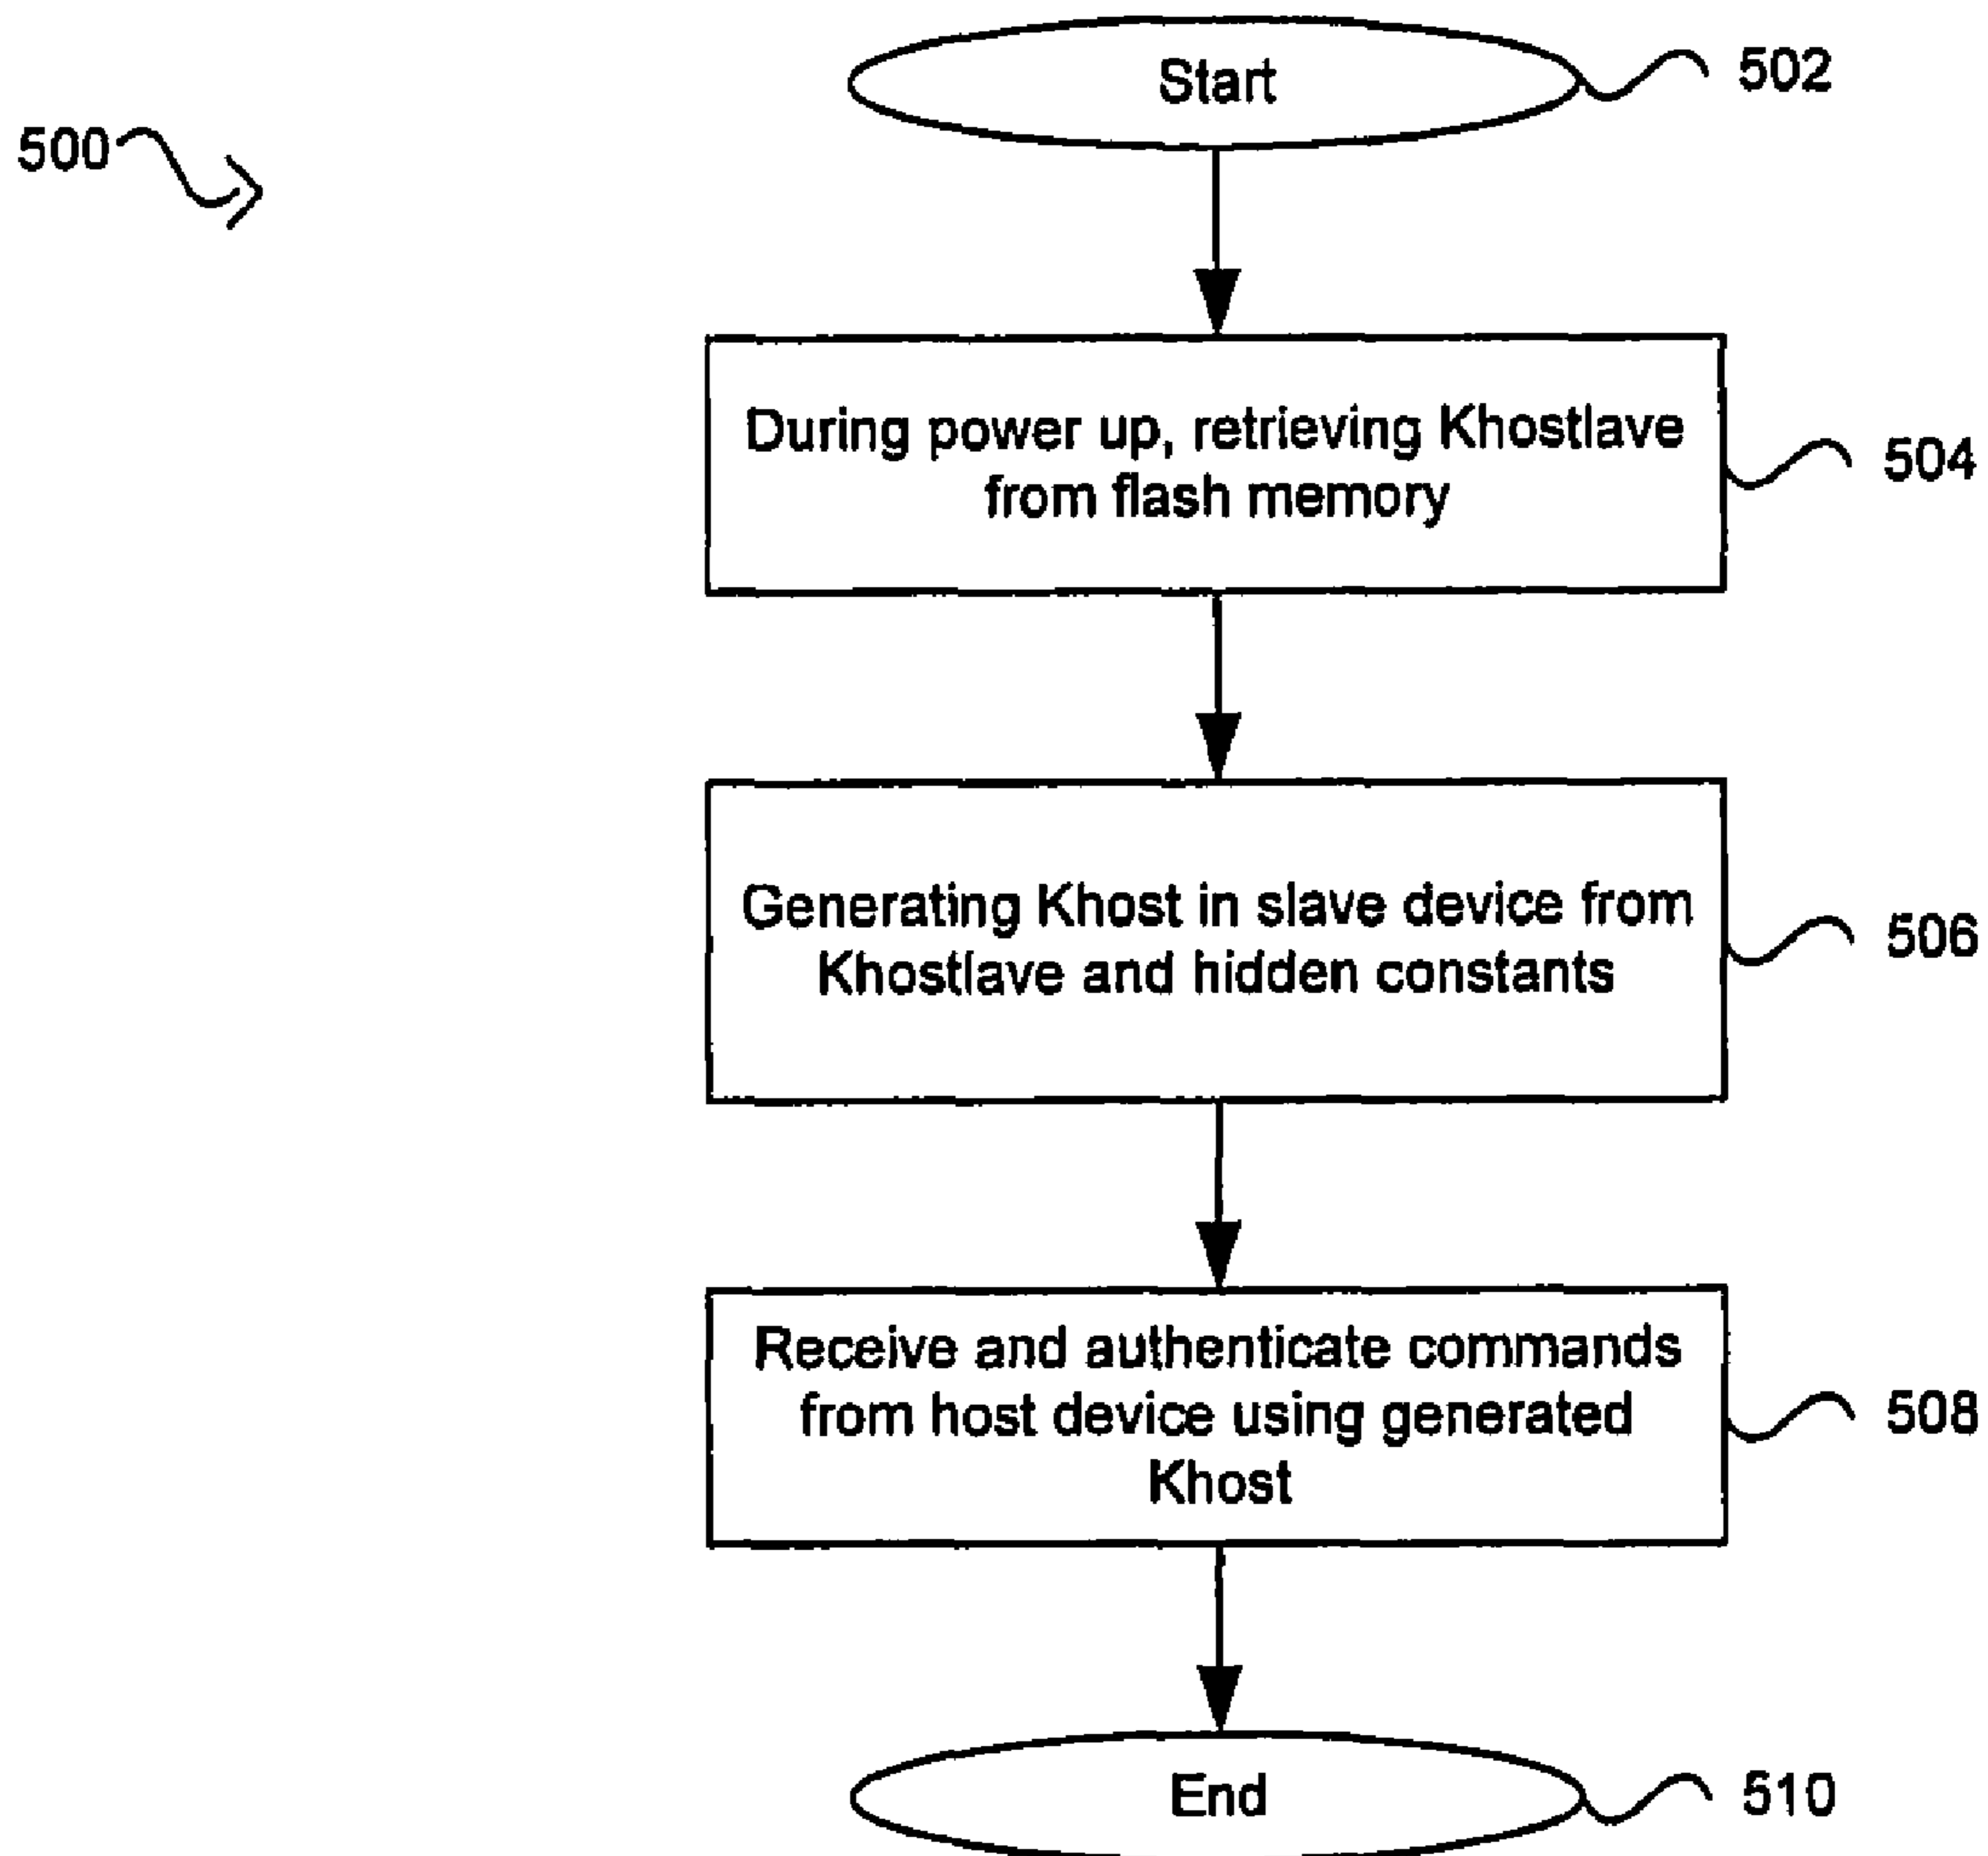 Start
502
500
During power up, retrieving Khostlave
from flash memory
504
Generating Khost in slave device from
Khostlave and hidden constants
506
Receive and authenticate commands
from host device using generated
Khost
508
End
510